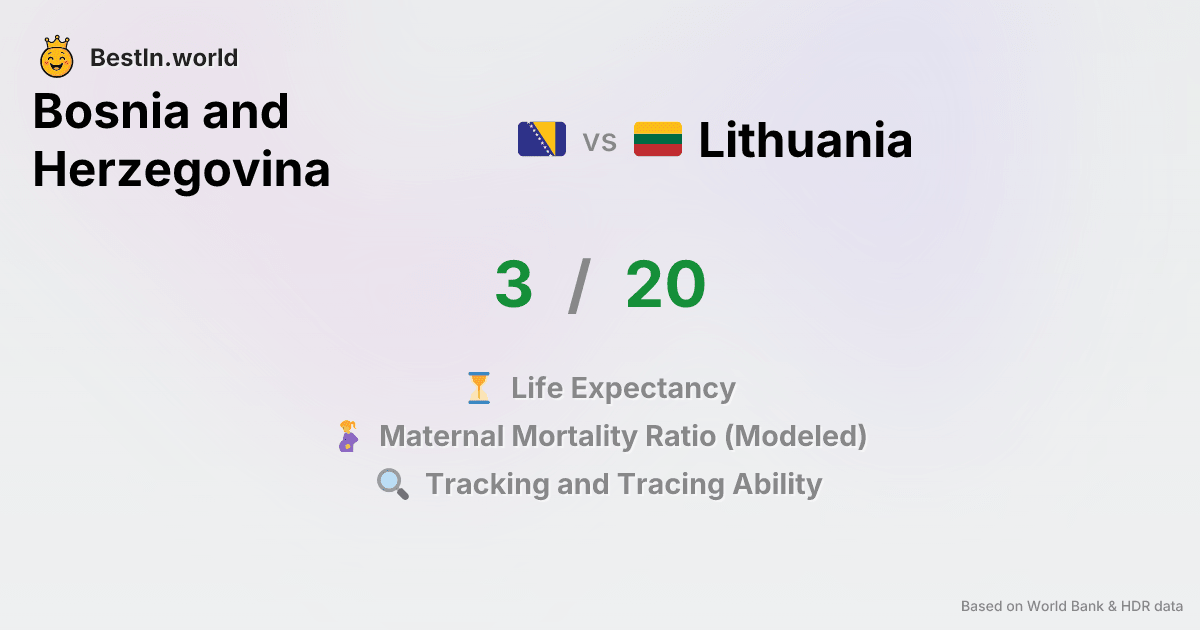 BestIn.world
Bosnia and
Herzegovina
vs
Lithuania
3 / 20
Life Expectancy
Maternal Mortality Ratio (Modeled)
Tracking and Tracing Ability
Based on World Bank & HDR data